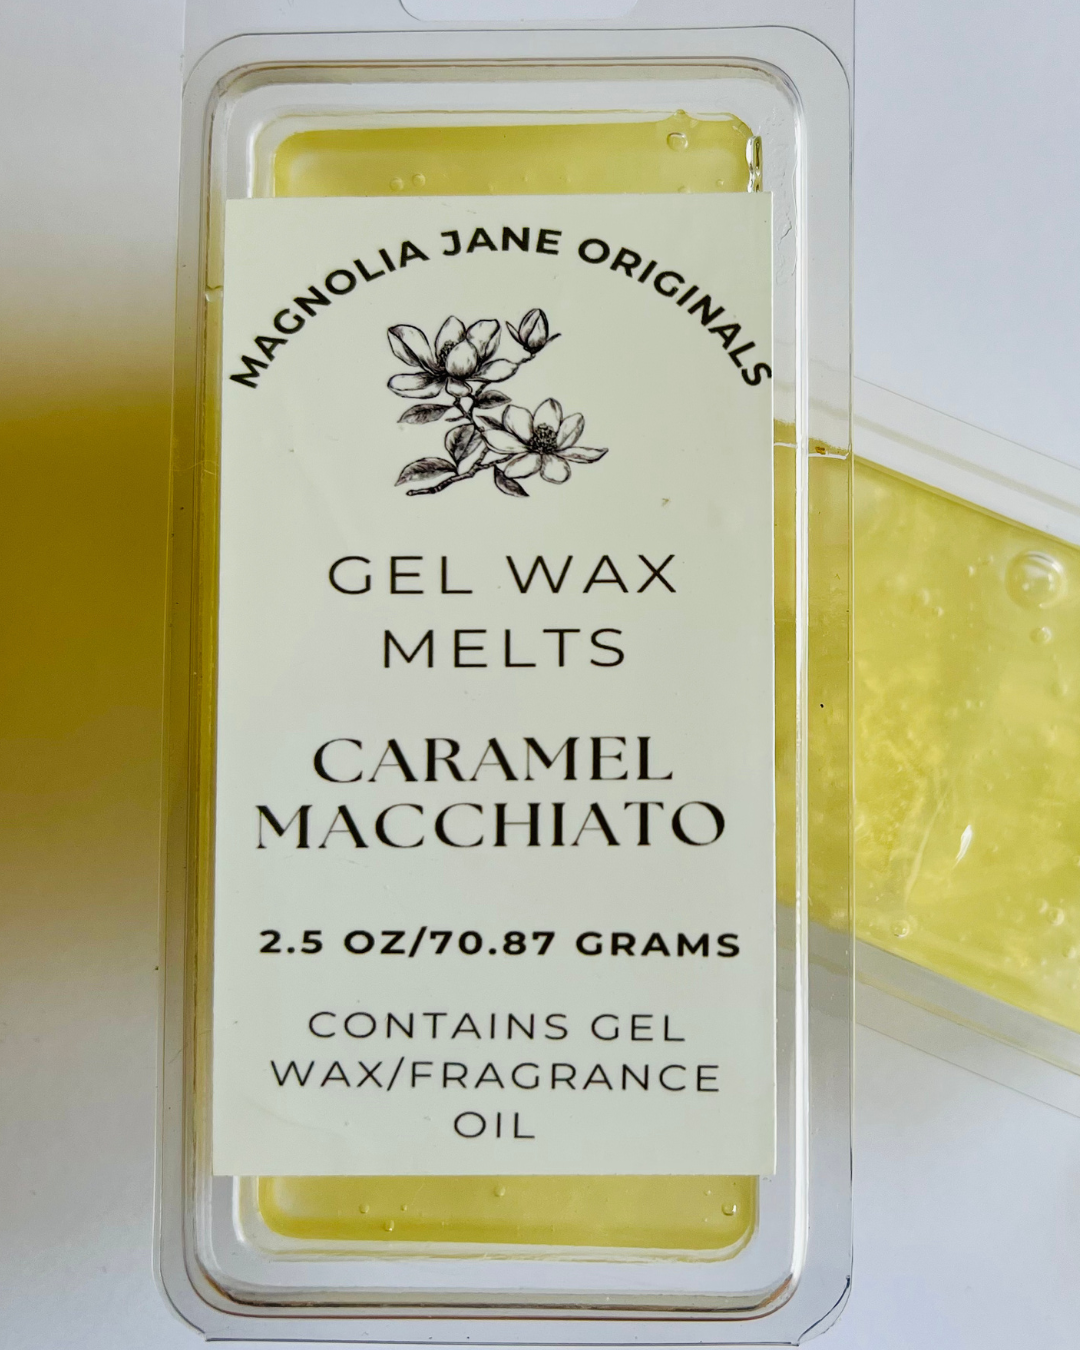 MAGNOLIA JANE ORIGINALS
GEL WAX
MELTS
CARAMEL
MACCHIATO
2.5 OZ/70.87 GRAMS
CONTAINS GEL
WAX/FRAGRANCE
OIL